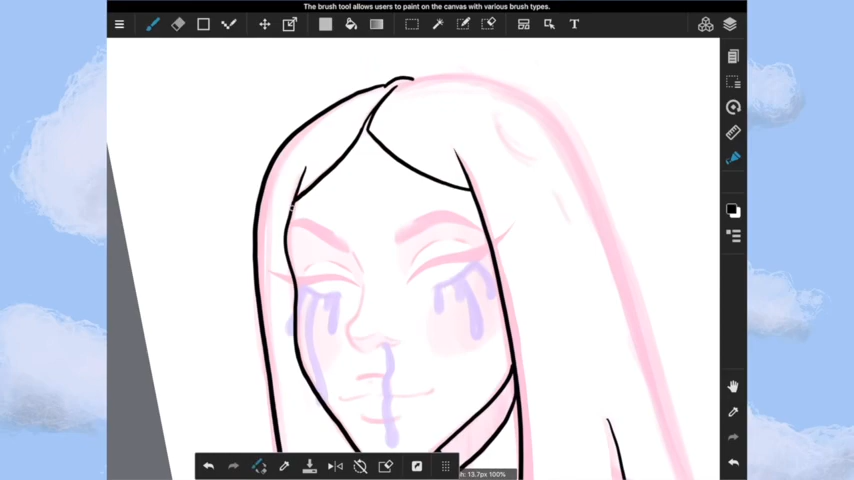 The brush tool allows users to paint on the canvas with various brush types.
T
h: 13.7px 100%